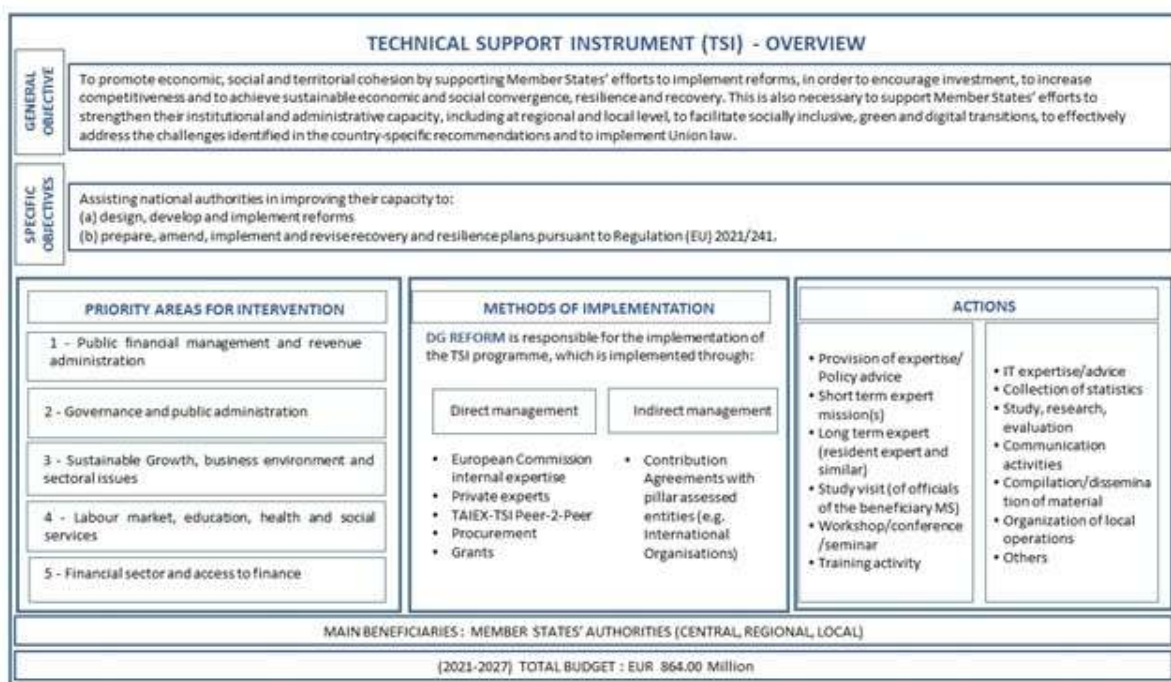 TECHNICAL SUPPORT INSTRUMENT (TSI) - OVERVIEW
GENERAL
OBJECTIVE
To promote economic, social and territorial cohesion by supporting Member States' efforts to implement reforms, in order to encourage investment, to increase
competitiveness and to achieve sustainable economic and social convergence, resilience and recovery. This is also necessary to support Member States' efforts to
strengthen their institutional and administrative capacity, including at regional and local level, to facilitate socially inclusive, green and digital transitions, to effectively
address the challenges identified in the country-specific recommendations and to implement Union law.
SPECIFIC
OBJECTIVES
Assisting national authorities in improving their capacity to:
(a) design, develop and implement reforms
(b) prepare, amend, implement and revise recovery and resilience plans pursuant to Regulation (EU) 2021/241.
PRIORITY AREAS FOR INTERVENTION
1 - Public financial management and revenue
administration
2 - Governance and public administration
3 - Sustainable Growth, business environment and
sectoral issues
4 - Labour market, education, health and social
services
5 - Financial sector and access to finance
METHODS OF IMPLEMENTATION
DG REFORM is responsible for the implementation of
the TSI programme, which is implemented through:
Direct management
• European Commission
internal expertise
• Private experts
• TAIEX-TSI Peer-2-Peer
• Procurement
• Grants
Indirect management
• Contribution
Agreements with
pillar assessed
entities (e.g.
International
Organisations)
ACTIONS
• Provision of expertise/
Policy advice
• Short term expert
mission(s)
• Long term expert
(resident expert and
similar)
• Study visit (of officials
of the beneficiary MS)
• Workshop/conference
/seminar
• Training activity
• IT expertise/advice
• Collection of statistics
• Study, research,
evaluation
• Communication
activities
• Compilation/dissemina
tion of material
• Organization of local
operations
• Others
MAIN BENEFICIARIES: MEMBER STATES' AUTHORITIES (CENTRAL, REGIONAL, LOCAL)
(2021-2027) TOTAL BUDGET : EUR 864.00 Million